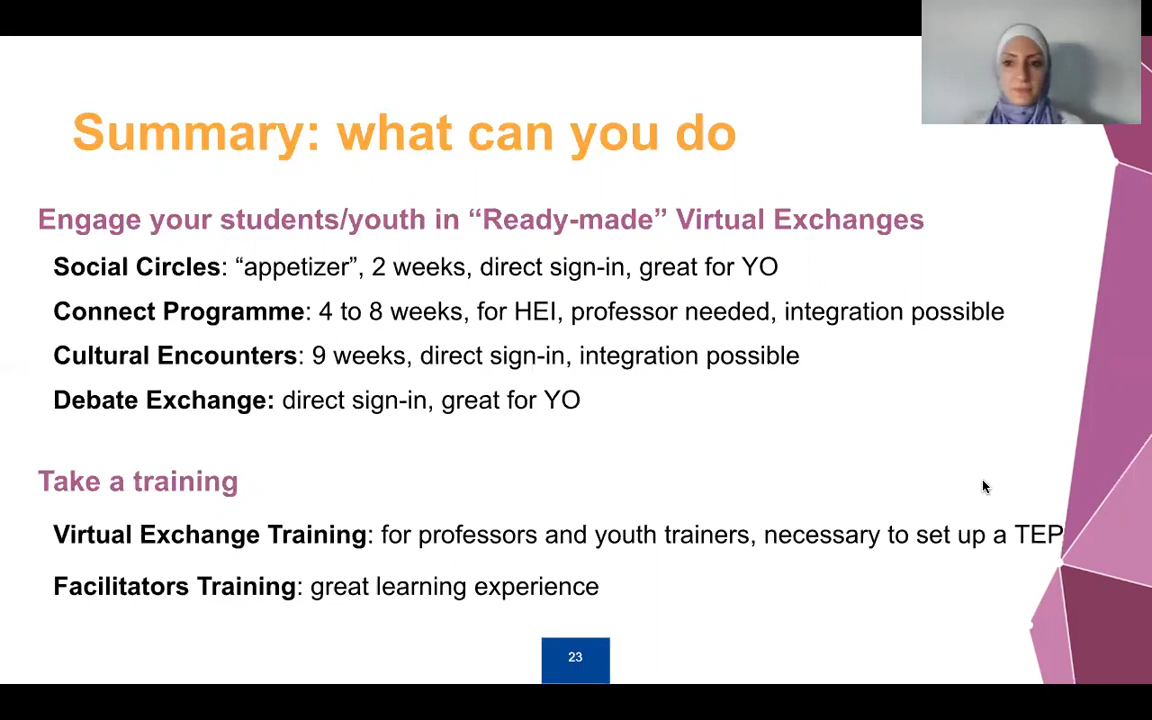 Summary: what can you do
Engage your students/youth in “Ready-made” Virtual Exchanges
Social Circles: “appetizer”, 2 weeks, direct sign-in, great for YO
Connect Programme: 4 to 8 weeks, for HEI, professor needed, integration possible
Cultural Encounters: 9 weeks, direct sign-in, integration possible
Debate Exchange: direct sign-in, great for YO
Take a training
Virtual Exchange Training: for professors and youth trainers, necessary to set up a TEP
Facilitators Training: great learning experience
23